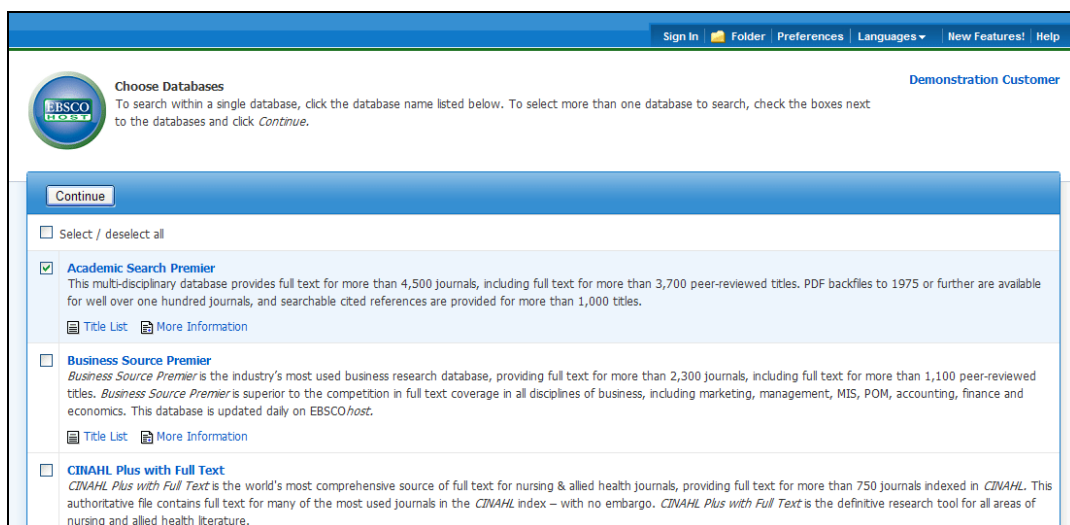 Sign In Folder Preferences Languages New Features! Help
Demonstration Customer
EBSCO
HOST
Choose Databases
To search within a single database, click the database name listed below. To select more than one database to search, check the boxes next
to the databases and click Continue.
Continue
Select / deselect all
Academic Search Premier
This multi-disciplinary database provides full text for more than 4,500 journals, including full text for more than 3,700 peer-reviewed titles. PDF backfiles to 1975 or further are available
for well over one hundred journals, and searchable cited references are provided for more than 1,000 titles.
Title List More Information
Business Source Premier
Business Source Premier is the industry's most used business research database, providing full text for more than 2,300 journals, including full text for more than 1,100 peer-reviewed
titles. Business Source Premier is superior to the competition in full text coverage in all disciplines of business, including marketing, management, MIS, POM, accounting, finance and
economics. This database is updated daily on EBSCOhost.
Title List More Information
CINAHL Plus with Full Text
CINAHL Plus with Full Text is the world's most comprehensive source of full text for nursing & allied health journals, providing full text for more than 750 journals indexed in CINAHL. This
authoritative file contains full text for many of the most used journals in the CINAHL index – with no embargo. CINAHL Plus with Full Text is the definitive research tool for all areas of
nursing and allied health literature.